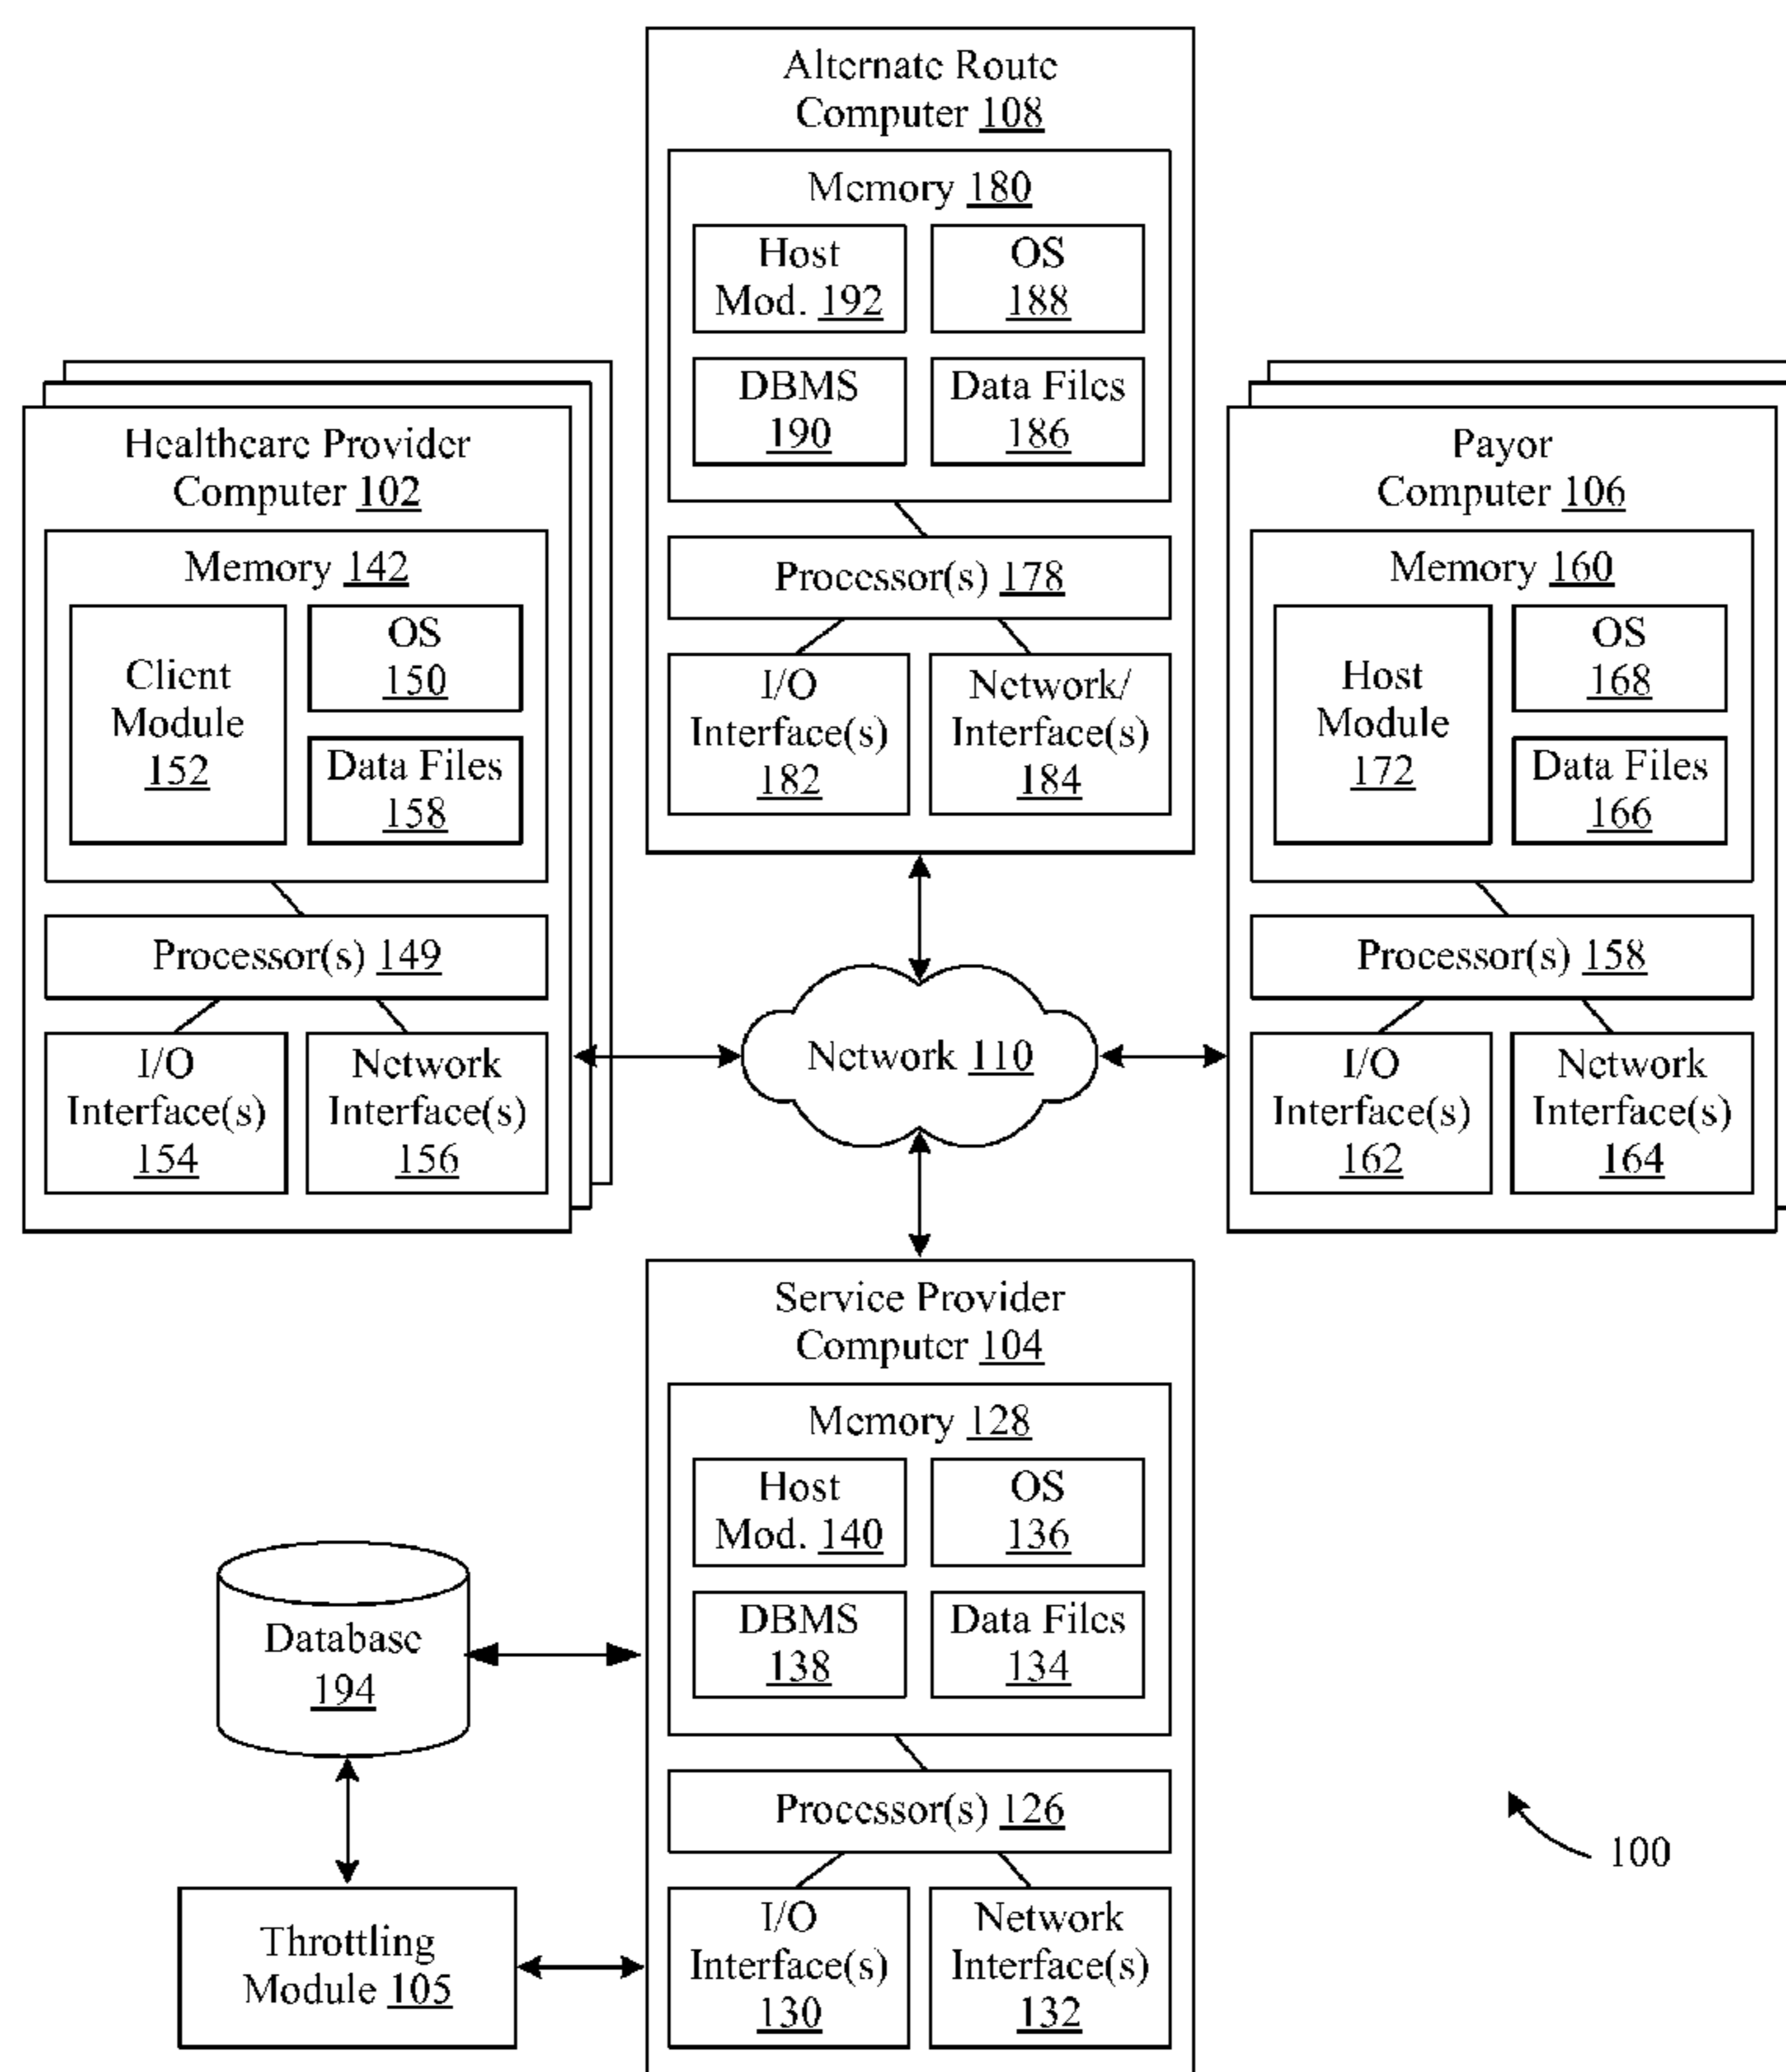 Alternate Route
Computer 108
Memory 180
Host
Mod. 192
OS
188
DBMS
190
Data Files
186
Processor(s) 178
I/O
Interface(s)
182
Network/
Interface(s)
184
Healthcare Provider
Computer 102
Memory 142
Client
Module
152
OS
150
Data Files
158
Processor(s) 149
I/O
Interface(s)
154
Network
Interface(s)
156
Network 110
Payor
Computer 106
Memory 160
Host
Module
172
OS
168
Data Files
166
Processor(s) 158
I/O
Interface(s)
162
Network
Interface(s)
164
Service Provider
Computer 104
Memory 128
Host
Mod. 140
OS
136
DBMS
138
Data Files
134
Processor(s) 126
I/O
Interface(s)
130
Network
Interface(s)
132
Database
194
Throttling
Module 105
100